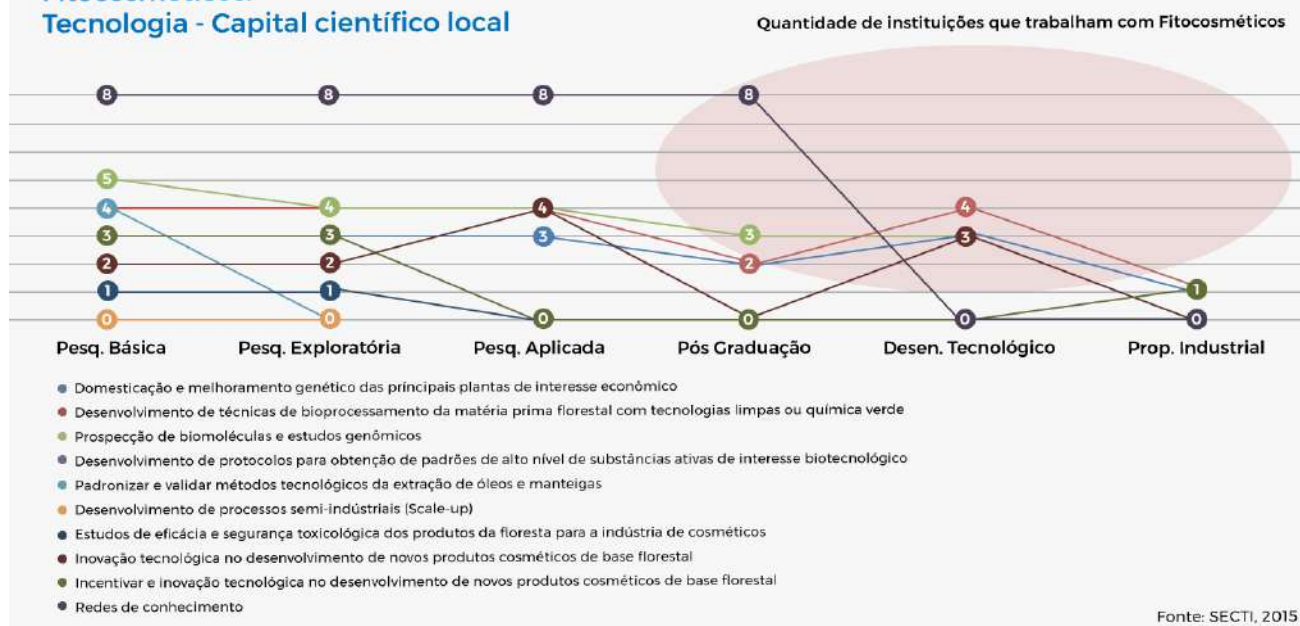 Tecnologia - Capital científico local
Quantidade de instituições que trabalham com Fitocosméticos
8 8 8 8
5
4 4 4 4
3 3 3 3 3
2 2 2
1 1 1
0 0 0 0 0 0
Pesq. Básica Pesq. Exploratória Pesq. Aplicada Pós Graduação Desen. Tecnológico Prop. Industrial
Domesticação e melhoramento genético das príncipais plantas de interesse econômico
Desenvolvimento de técnicas de bioprocessamento da matéria prima florestal com tecnologias limpas ou química verde
Prospecção de biomoléculas e estudos genômicos
Desenvolvimento de protocolos para obtenção de padrões de alto nível de substâncias ativas de interesse biotecnológico
Padronizar e validar métodos tecnológicos da extração de óleos e manteigas
Desenvolvimento de processos semi-indústriais (Scale-up)
Estudos de eficácia e segurança toxicológica dos produtos da floresta para a indústria de cosméticos
Inovação tecnológica no desenvolvimento de novos produtos cosméticos de base florestal
Incentivar e inovação tecnológica no desenvolvimento de novos produtos cosméticos de base florestal
Redes de conhecimento
Fonte: SECTI, 2015